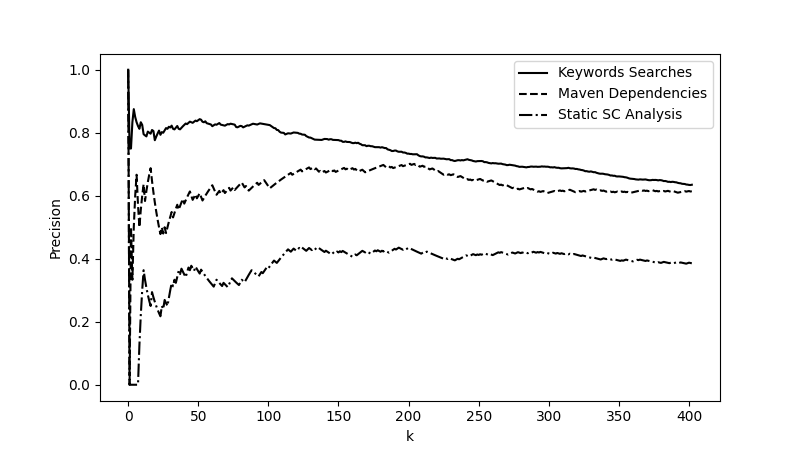 Keywords Searches
Maven Dependencies
Static SC Analysis
1.0
0.8
0.6
0.4
0.2
0.0
Precision
0 50 100 150 200 250 300 350 400
k